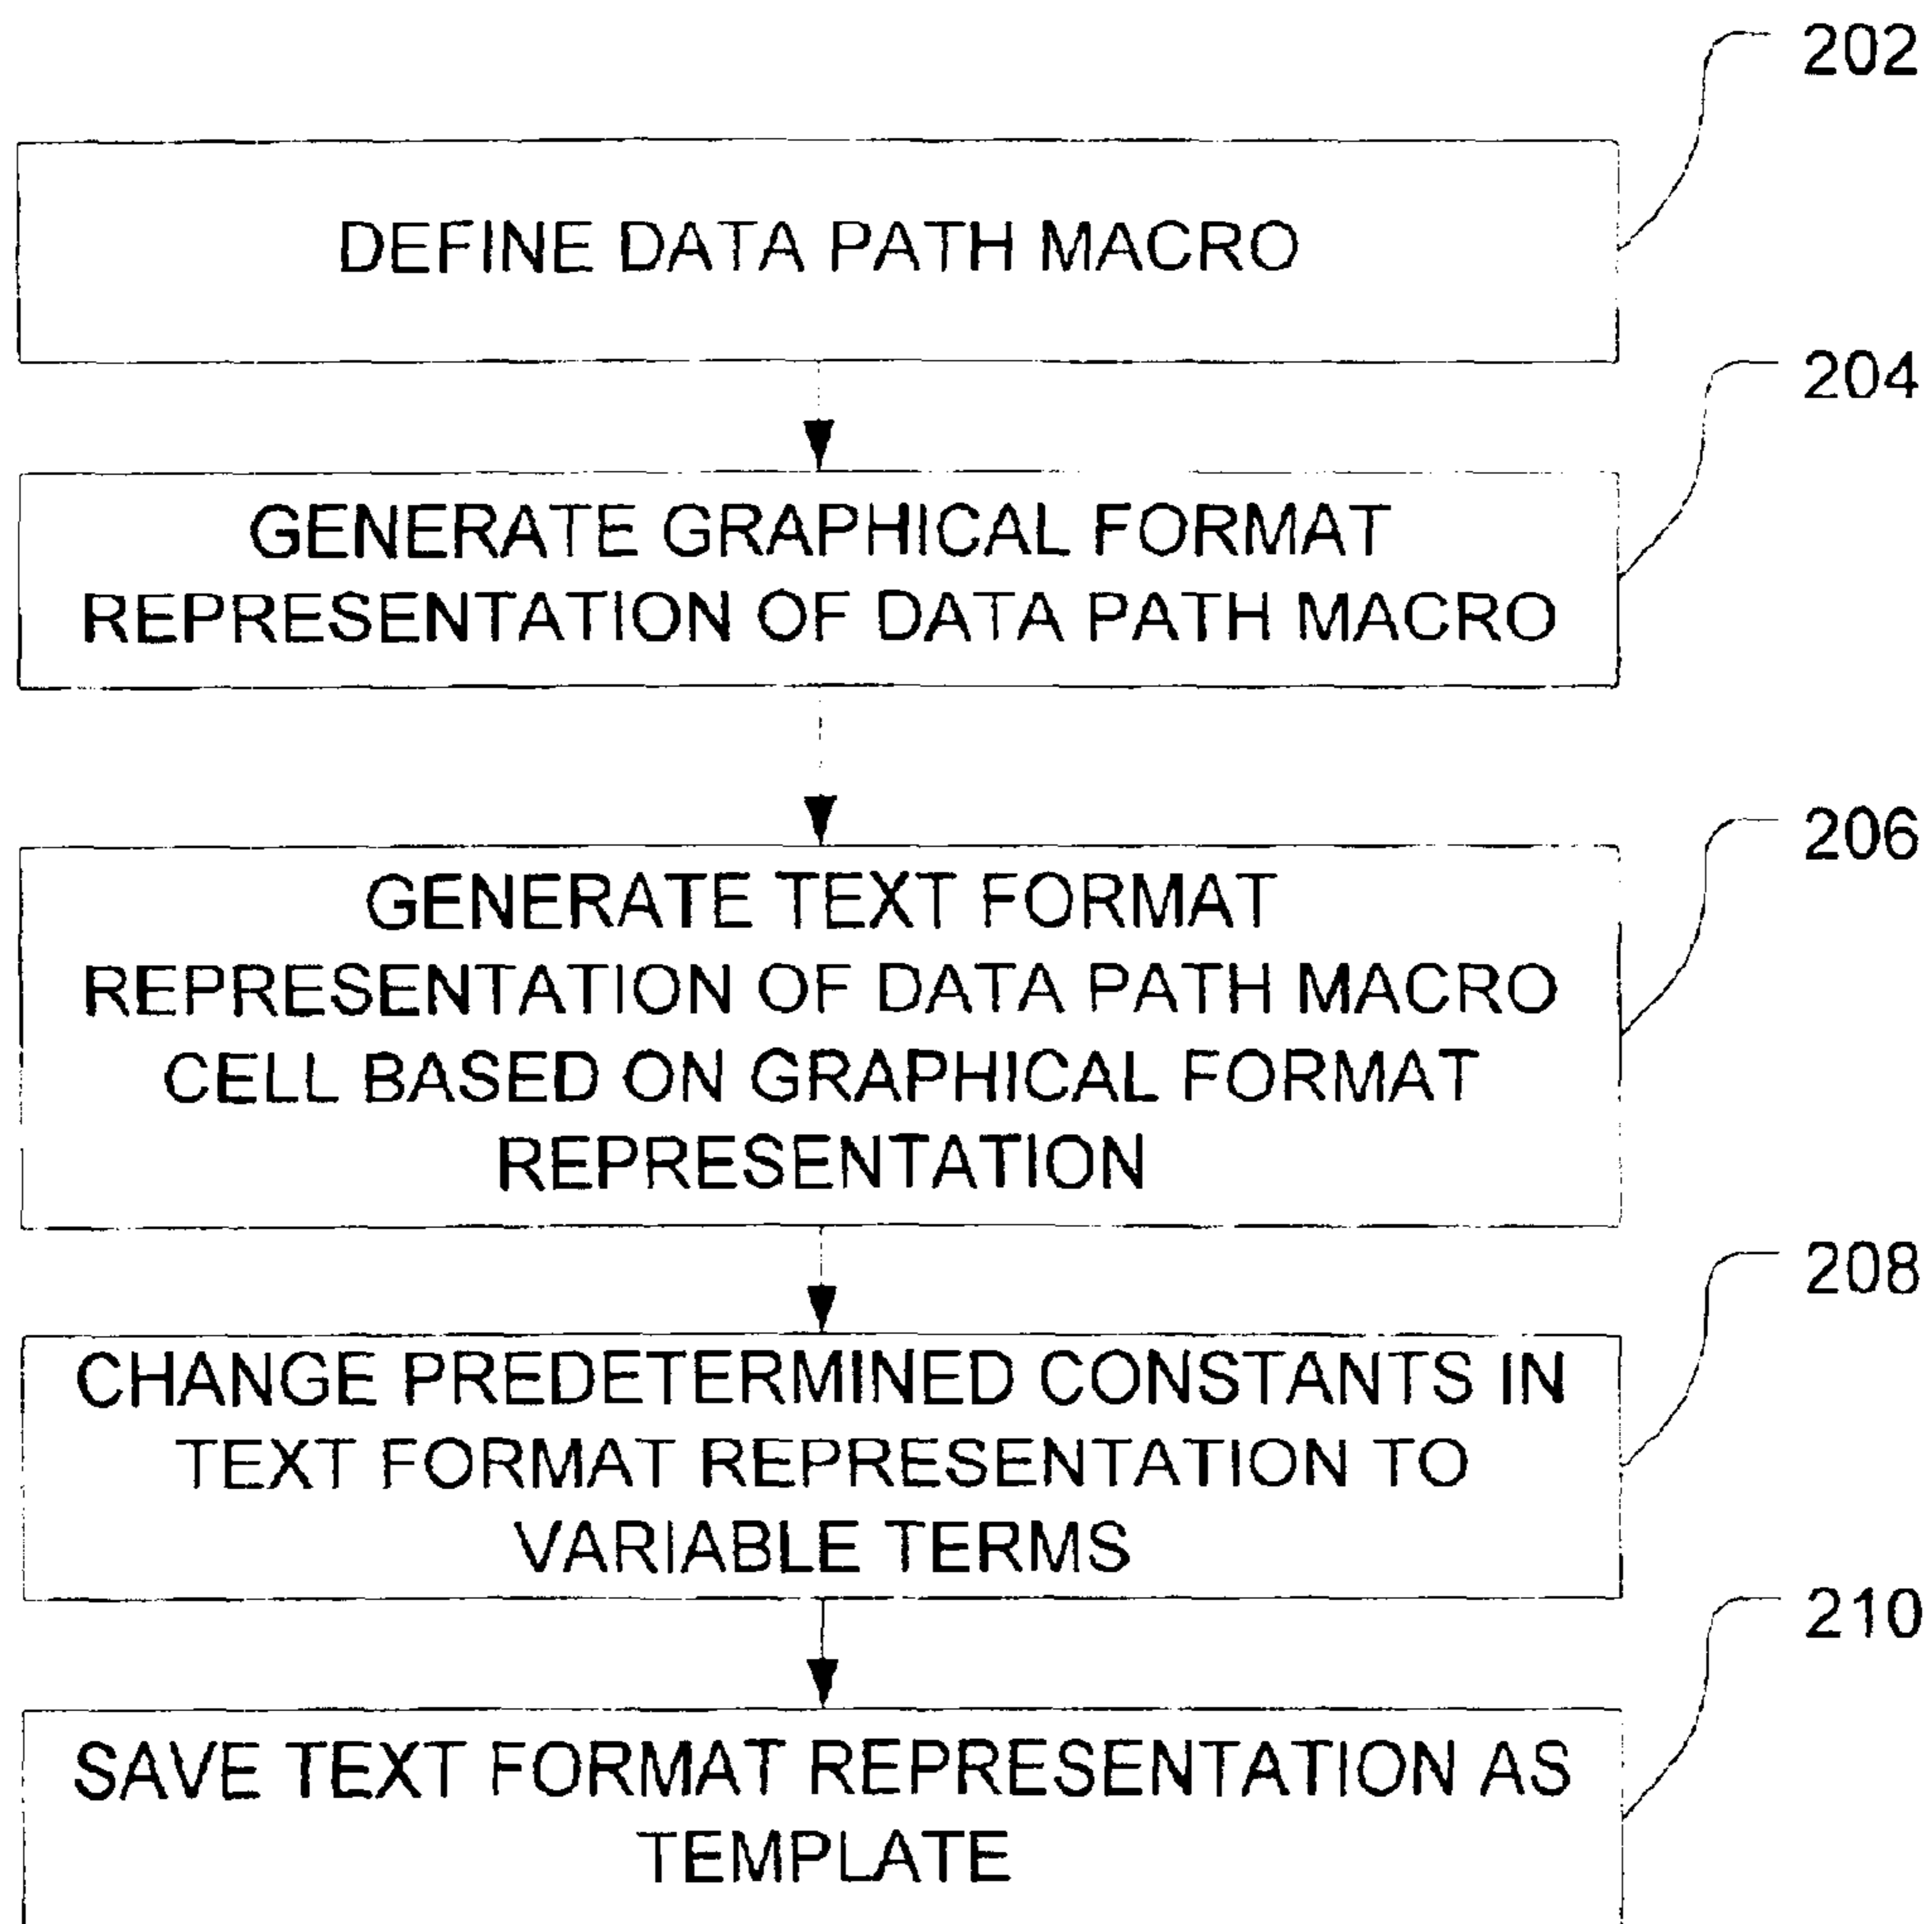 202
DEFINE DATA PATH MACRO
204
GENERATE GRAPHICAL FORMAT
REPRESENTATION OF DATA PATH MACRO
206
GENERATE TEXT FORMAT
REPRESENTATION OF DATA PATH MACRO
CELL BASED ON GRAPHICAL FORMAT
REPRESENTATION
208
CHANGE PREDETERMINED CONSTANTS IN
TEXT FORMAT REPRESENTATION TO
VARIABLE TERMS
210
SAVE TEXT FORMAT REPRESENTATION AS
TEMPLATE